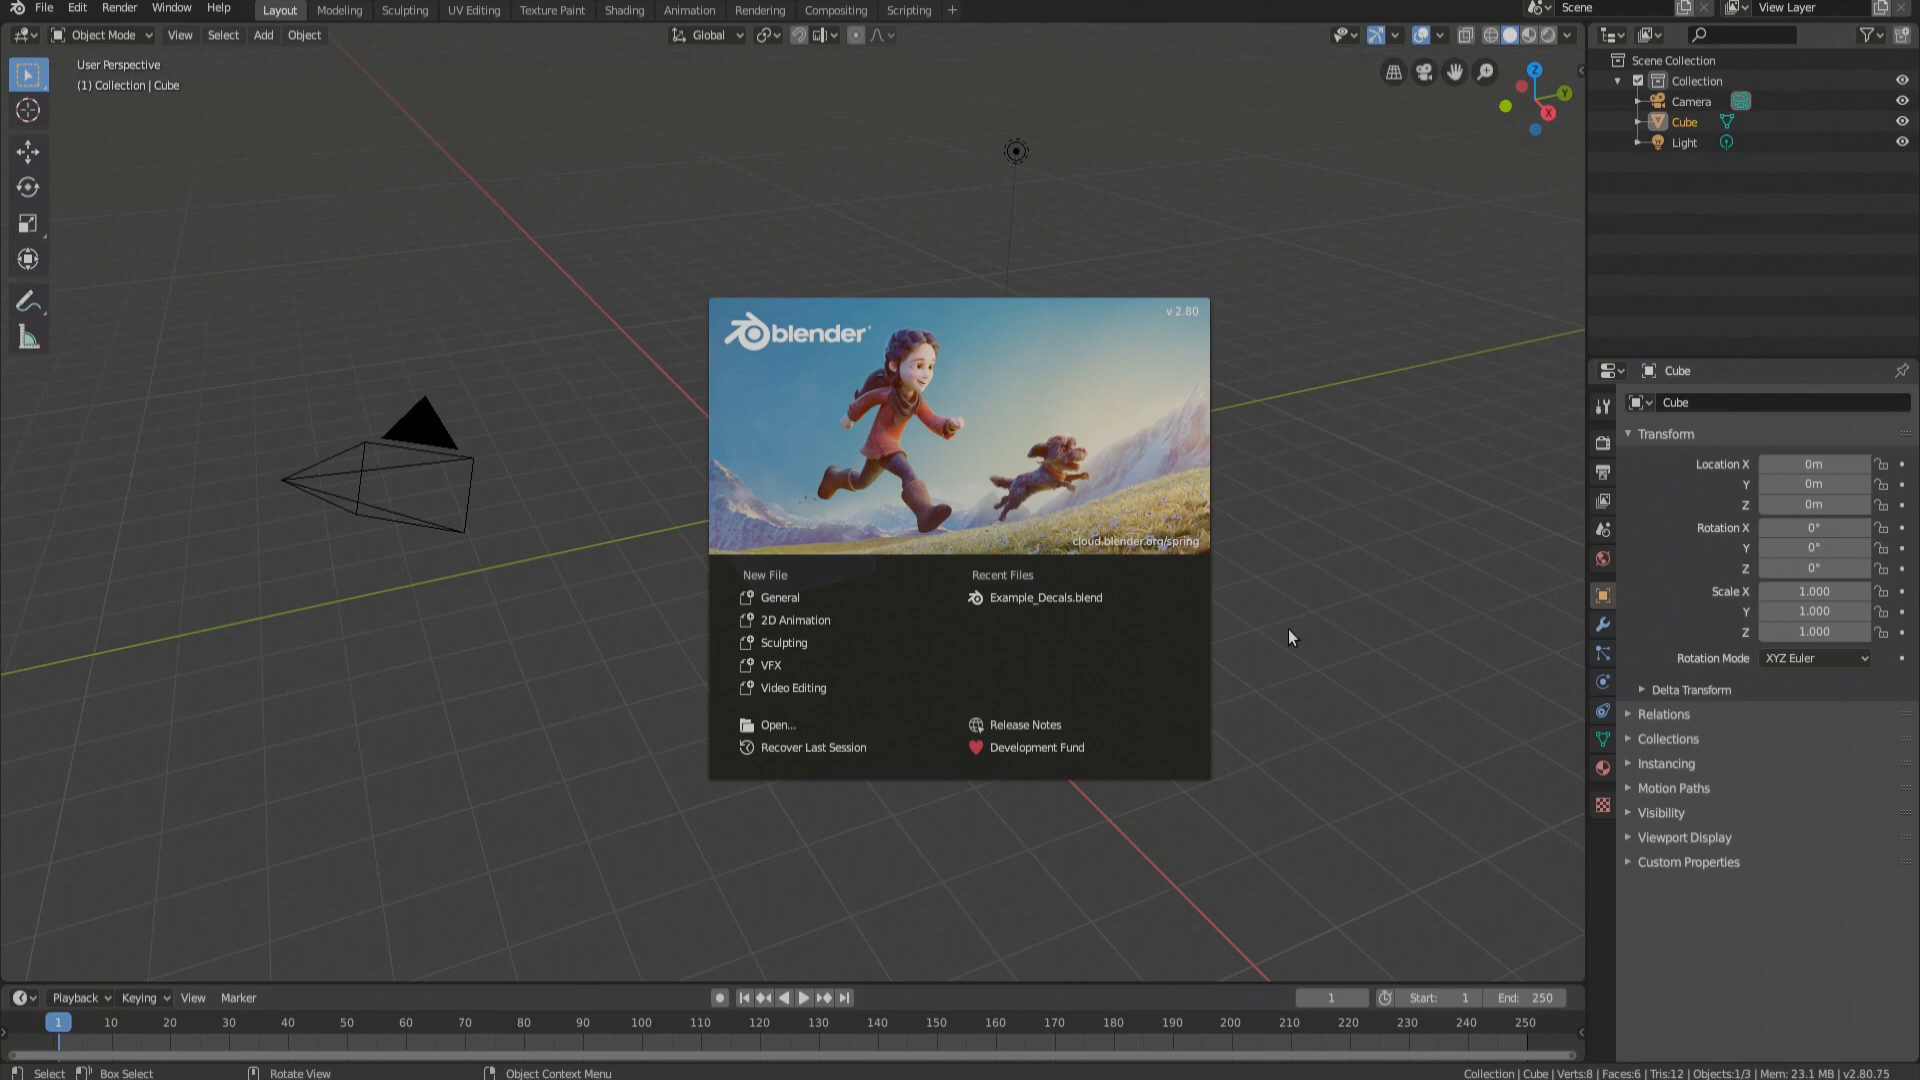 File Edit Render Window Help Layout Modeling Sculpting UV Editing Texture Paint Shading Animation Rendering Compositing Scripting + Scene View Layer
Object Mode View Select Add Object Global
User Perspective
(1) Collection | Cube
Z
Y
X
Scene Collection
Collection
Camera
Cube
Light
blender
v 2.80
cloud.blender.org/spring
New File
General
2D Animation
Sculpting
VFX
Video Editing
Open...
Recover Last Session
Recent Files
Example_Decals.blend
Release Notes
Development Fund
Cube
Cube
Transform
Location X 0m
Y 0m
Z 0m
Rotation X 0°
Y 0°
Z 0°
Scale X 1.000
Y 1.000
Z 1.000
Rotation Mode XYZ Euler
Delta Transform
Relations
Collections
Instancing
Motion Paths
Visibility
Viewport Display
Custom Properties
Playback Keying View Marker 1 Start: 1 End: 250
1 10 20 30 40 50 60 70 80 90 100 110 120 130 140 150 160 170 180 190 200 210 220 230 240 250
Select Box Select Rotate View Object Context Menu Collection | Cube | Verts:8 | Faces:6 | Tris:12 | Objects:1/3 | Mem: 23.1 MB | v2.80.75